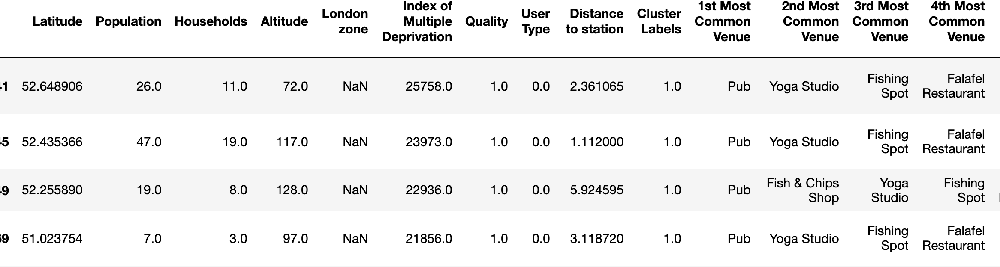 Latitude Population Households Altitude London zone Index of Multiple Deprivation Quality User Type Distance to station Cluster Labels 1st Most Common Venue 2nd Most Common Venue 3rd Most Common Venue 4th Most Common Venue
41 52.648906 26.0 11.0 72.0 NaN 25758.0 1.0 0.0 2.361065 1.0 Pub Yoga Studio Fishing Spot Falafel Restaurant
45 52.435366 47.0 19.0 117.0 NaN 23973.0 1.0 0.0 1.112000 1.0 Pub Yoga Studio Fishing Spot Falafel Restaurant
49 52.255890 19.0 8.0 128.0 NaN 22936.0 1.0 0.0 5.924595 1.0 Pub Fish & Chips Shop Yoga Studio Fishing Spot
69 51.023754 7.0 3.0 97.0 NaN 21856.0 1.0 0.0 3.118720 1.0 Pub Yoga Studio Fishing Spot Falafel Restaurant